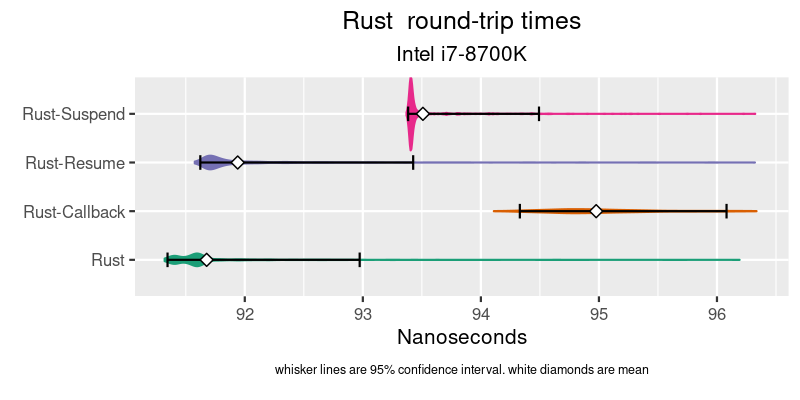 Rust  round-trip times
Intel i7-8700K
Rust-Suspend
Rust-Resume
Rust-Callback
Rust
92 93 94 95 96
Nanoseconds
whisker lines are 95% confidence interval. white diamonds are mean